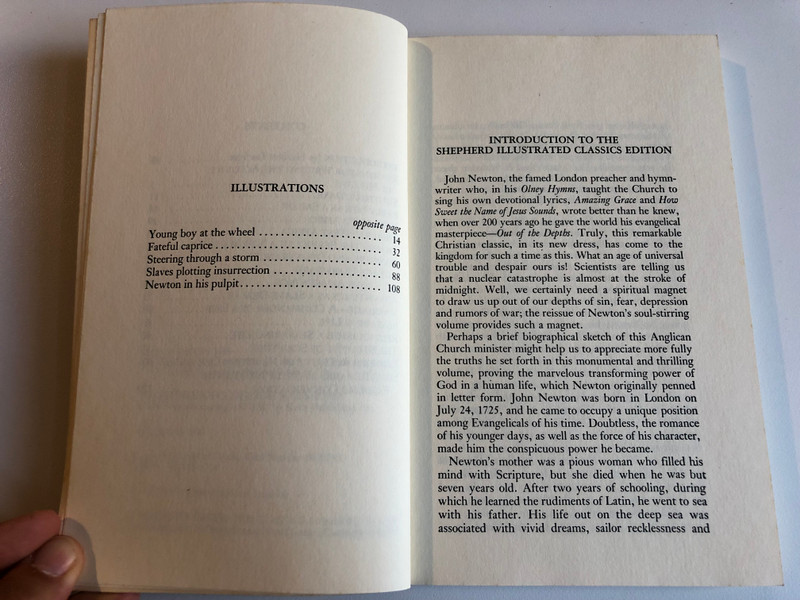 ILLUSTRATIONS
opposite page
Young boy at the wheel . . . . . . . . . . . . . . . . . . . . . . 14
Fateful caprice . . . . . . . . . . . . . . . . . . . . . . . . . . . . . 32
Steering through a storm . . . . . . . . . . . . . . . . . . . . . 60
Slaves plotting insurrection . . . . . . . . . . . . . . . . . . . 88
Newton in his pulpit. . . . . . . . . . . . . . . . . . . . . . . . . 108
INTRODUCTION TO THE
SHEPHERD ILLUSTRATED CLASSICS EDITION
John Newton, the famed London preacher and hymn-
writer who, in his Olney Hymns, taught the Church to
sing his own devotional lyrics, Amazing Grace and How
Sweet the Name of Jesus Sounds, wrote better than he knew,
when over 200 years ago he gave the world his evangelical
masterpiece—Out of the Depths. Truly, this remarkable
Christian classic, in its new dress, has come to the
kingdom for such a time as this. What an age of universal
trouble and despair ours is! Scientists are telling us
that a nuclear catastrophe is almost at the stroke of
midnight. Well, we certainly need a spiritual magnet
to draw us up out of our depths of sin, fear, depression
and rumors of war; the reissue of Newton's soul-stirring
volume provides such a magnet.
Perhaps a brief biographical sketch of this Anglican
Church minister might help us to appreciate more fully
the truths he set forth in this monumental and thrilling
volume, proving the marvelous transforming power of
God in a human life, which Newton originally penned
in letter form. John Newton was born in London on
July 24, 1725, and he came to occupy a unique position
among Evangelicals of his time. Doubtless, the romance
of his younger days, as well as the force of his character,
made him the conspicuous power he became.
Newton's mother was a pious woman who filled his
mind with Scripture, but she died when he was but
seven years old. After two years of schooling, during
which he learned the rudiments of Latin, he went to sea
with his father. His life out on the deep sea was
associated with vivid dreams, sailor recklessness and